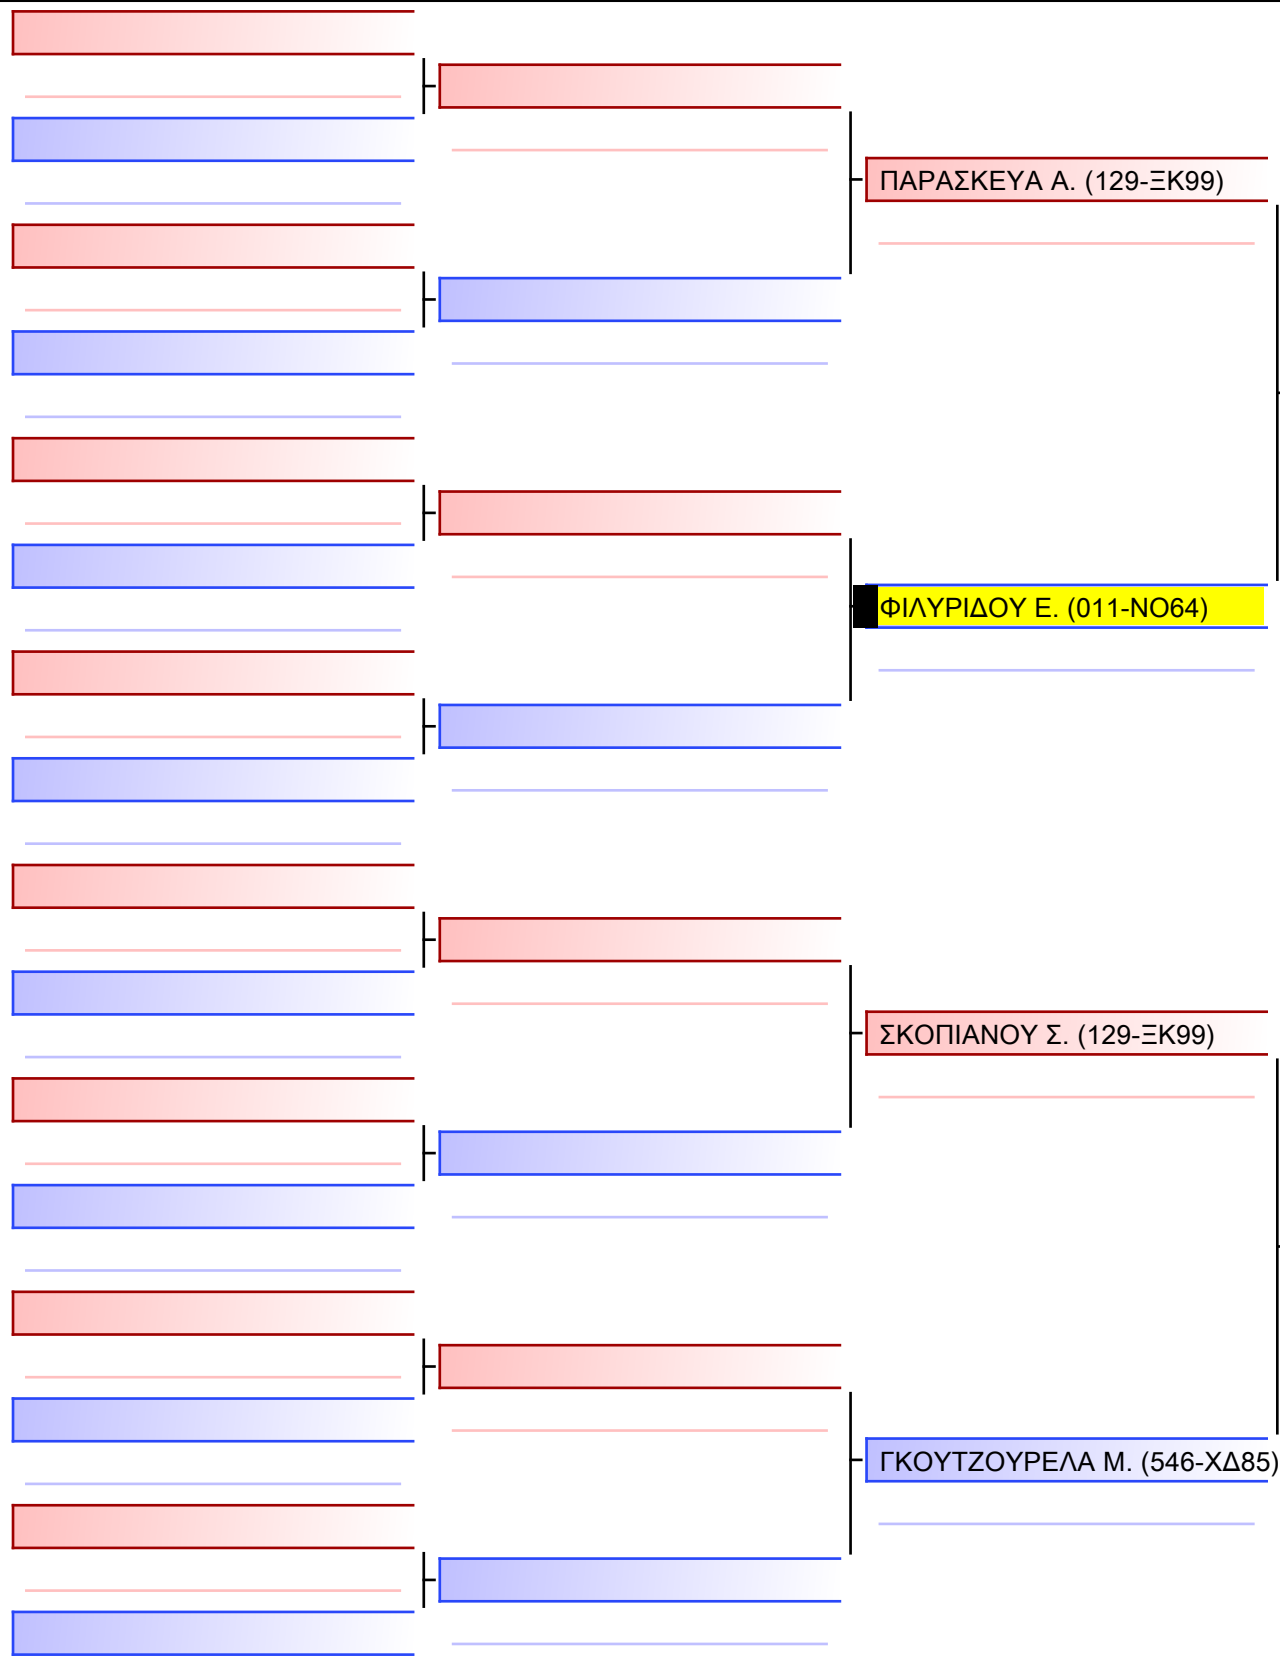 ΠΑΡΑΣΚΕΥΑ Α. (129-ΞΚ99)
ΦΙΛΥΡΙΔΟΥ Ε. (011-ΝΟ64)
ΣΚΟΠΙΑΝΟΥ Σ. (129-ΞΚ99)
ΓΚΟΥΤΖΟΥΡΕΛΑ Μ. (546-ΧΔ85)